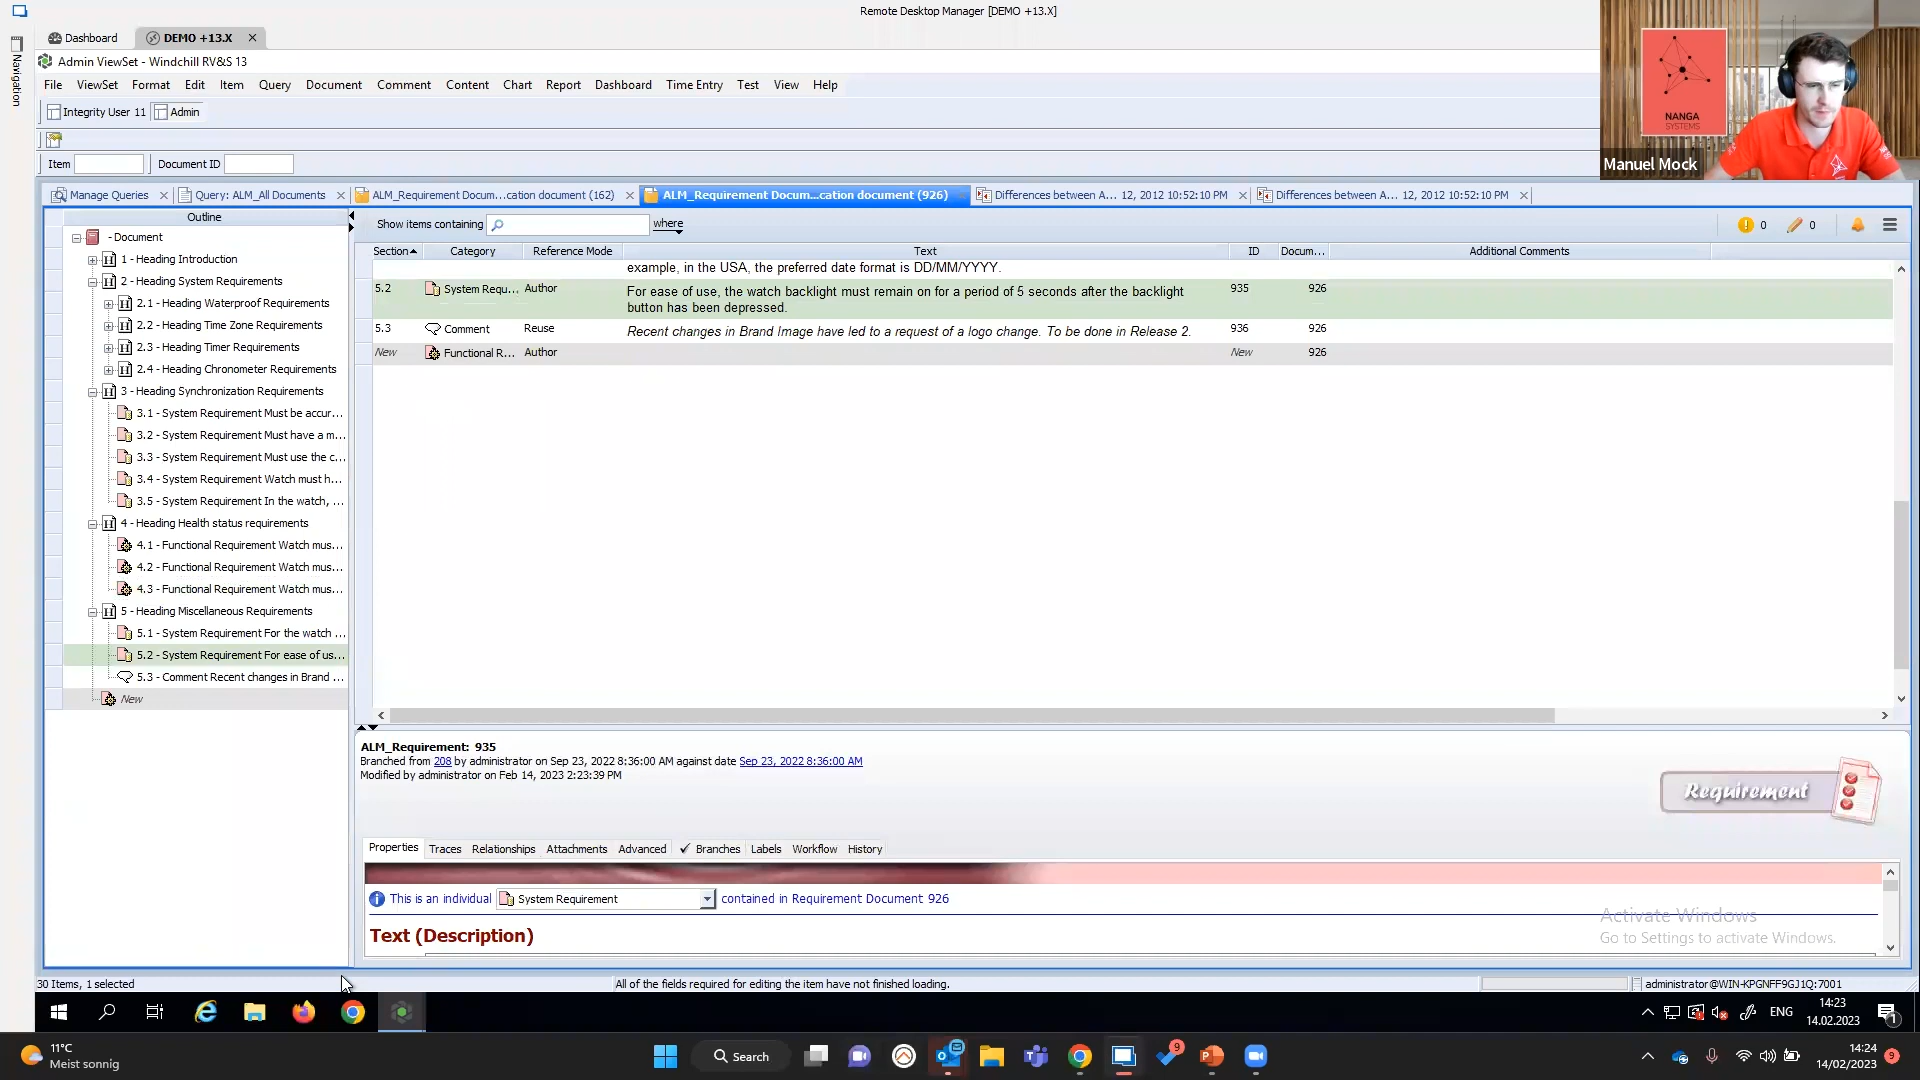 Remote Desktop Manager [DEMO +13.X]
Navigation
Dashboard
DEMO +13.X
Admin ViewSet - Windchill RV&S 13
File ViewSet Format Edit Item Query Document Comment Content Chart Report Dashboard Time Entry Test View Help
Integrity User 11 Admin
Item Document ID
NANGA
SYSTEMS
Manuel Mock
Manage Queries
Query: ALM_All Documents
ALM_Requirement Docum...cation document (162)
ALM_Requirement Docum...cation document (926)
Differences between A... 12, 2012 10:52:10 PM
Differences between A... 12, 2012 10:52:10 PM
Outline
- Document
1 - Heading Introduction
2 - Heading System Requirements
2.1 - Heading Waterproof Requirements
2.2 - Heading Time Zone Requirements
2.3 - Heading Timer Requirements
2.4 - Heading Chronometer Requirements
3 - Heading Synchronization Requirements
3.1 - System Requirement Must be accur...
3.2 - System Requirement Must have a m...
3.3 - System Requirement Must use the c...
3.4 - System Requirement Watch must h...
3.5 - System Requirement In the watch, ...
4 - Heading Health status requirements
4.1 - Functional Requirement Watch mus...
4.2 - Functional Requirement Watch mus...
4.3 - Functional Requirement Watch mus...
5 - Heading Miscellaneous Requirements
5.1 - System Requirement For the watch ...
5.2 - System Requirement For ease of us...
5.3 - Comment Recent changes in Brand ...
New
Show items containing where
0 0
Section Category Reference Mode Text ID Docum... Additional Comments
example, in the USA, the preferred date format is DD/MM/YYYY.
5.2 System Requ... Author For ease of use, the watch backlight must remain on for a period of 5 seconds after the backlight 935 926
button has been depressed.
5.3 Comment Reuse Recent changes in Brand Image have led to a request of a logo change. To be done in Release 2. 936 926
New Functional R... Author New 926
ALM_Requirement: 935
Branched from 208 by administrator on Sep 23, 2022 8:36:00 AM against date Sep 23, 2022 8:36:00 AM
Modified by administrator on Feb 14, 2023 2:23:39 PM
Requirement
Properties Traces Relationships Attachments Advanced Branches Labels Workflow History
This is an individual System Requirement contained in Requirement Document 926
Text (Description)
Activate Windows
Go to Settings to activate Windows.
30 Items, 1 selected
All of the fields required for editing the item have not finished loading.
administrator@WIN-KPGNFF9GJ1Q:7001
ENG
14:23
14.02.2023
1
11°C
Meist sonnig
Search
9
14:24
14/02/2023
9